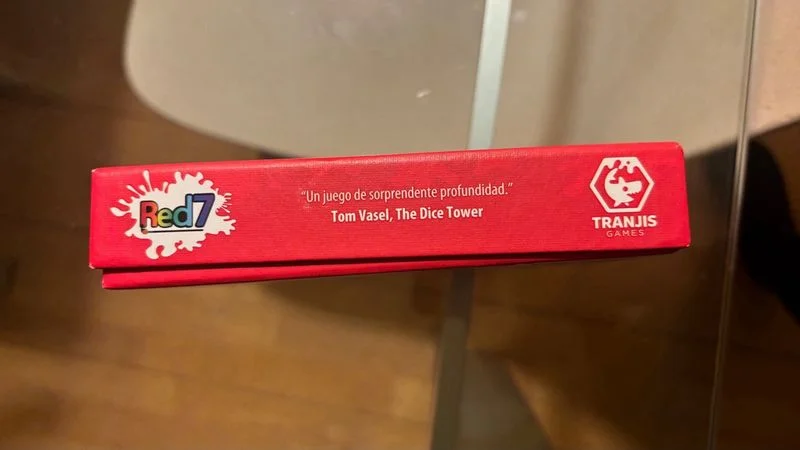 Red7
“Un juego de sorprendente profundidad.”
Tom Vasel, The Dice Tower
TRANJIS
GAMES